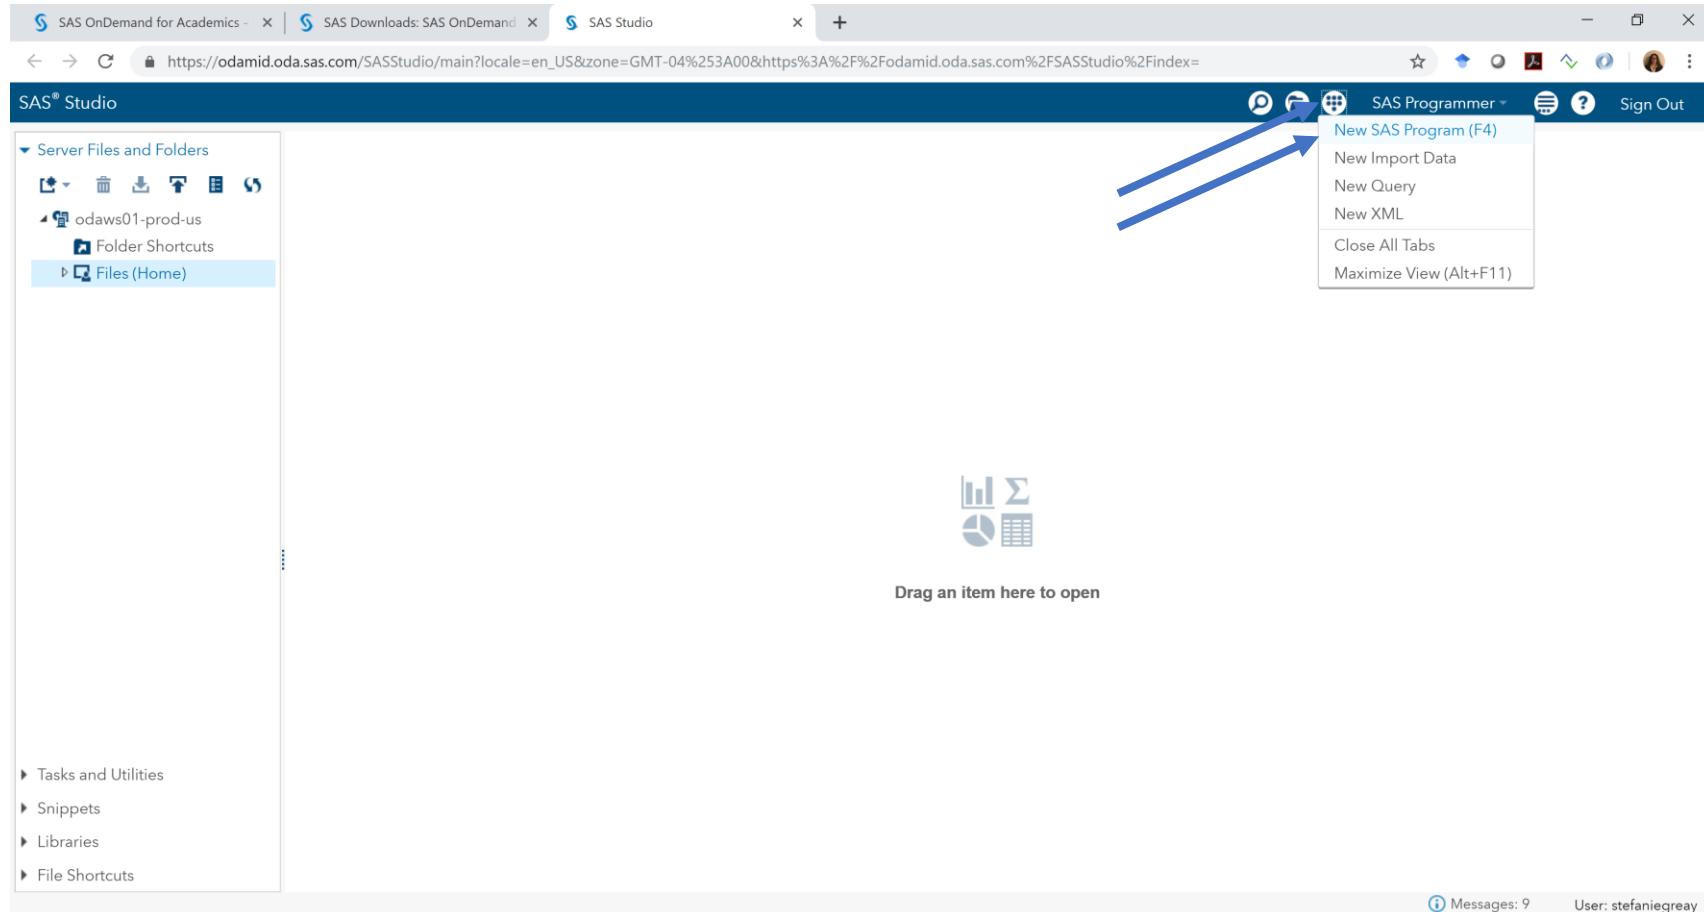 SAS OnDemand for Academics -
SAS Downloads: SAS OnDemand
SAS Studio
https://odamid.oda.sas.com/SASStudio/main?locale=en_US&zone=GMT-04%253A00&https%3A%2F%2Fodamid.oda.sas.com%2FSASStudio%2Findex=
SAS® Studio
SAS Programmer
Sign Out
New SAS Program (F4)
New Import Data
New Query
New XML
Close All Tabs
Maximize View (Alt+F11)
Server Files and Folders
odaws01-prod-us
Folder Shortcuts
Files (Home)
Drag an item here to open
Tasks and Utilities
Snippets
Libraries
File Shortcuts
Messages: 9
User: stefaniegreay